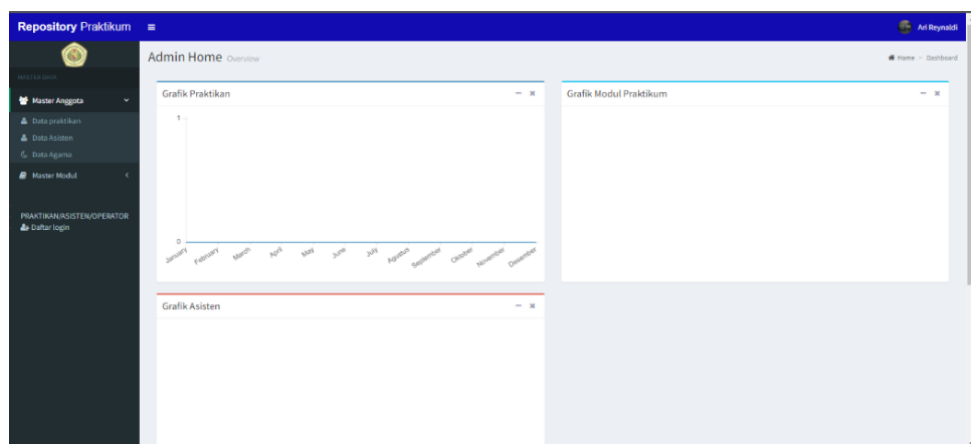 Repository Praktikum
Ari Reynaldi
MASTER DATA
Master Anggota
Data praktikan
Data Asisten
Data Agama
Master Modul
PRAKTIKAN/ASISTEN/OPERATOR
Daftar login
Admin Home Overview
Home Dashboard
Grafik Praktikan
1
0
January February March April May June July Agustus September Oktober November Desember
Grafik Modul Praktikum
Grafik Asisten